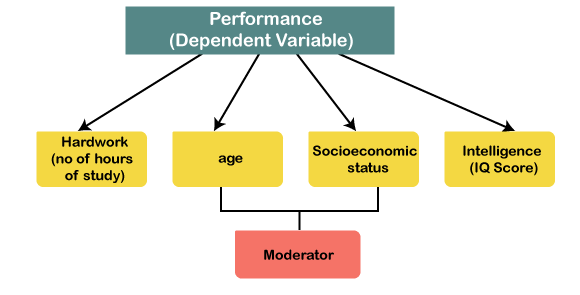 Performance
(Dependent Variable)
Hardwork
(no of hours
of study)
age
Socioeconomic
status
Intelligence
(IQ Score)
Moderator